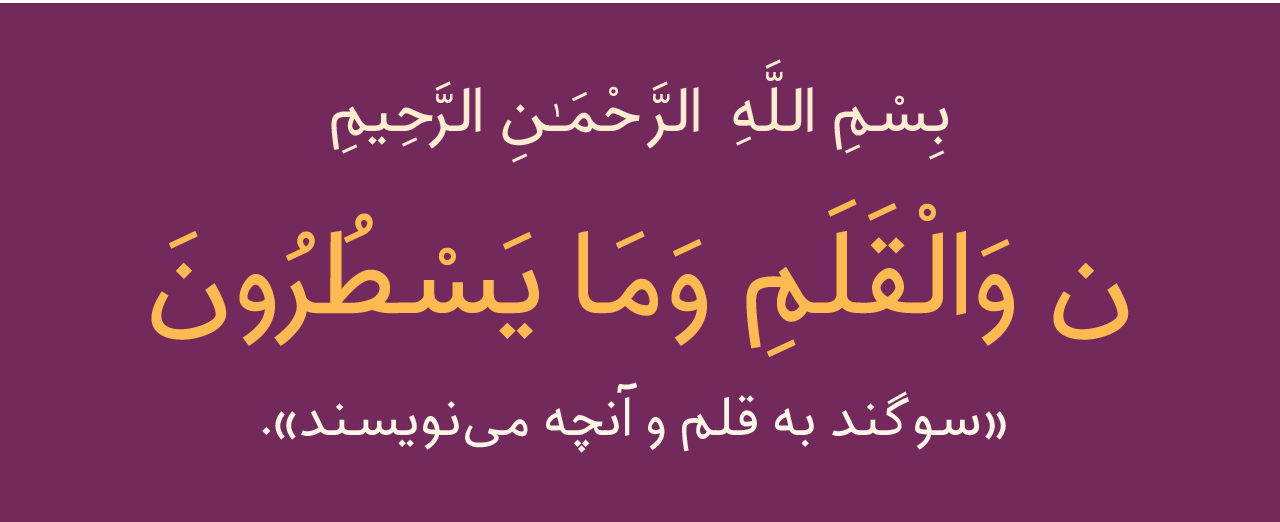 بِسْمِ اللَّهِ الرَّحْمَـٰنِ الرَّحِيمِ
ن وَالْقَلَمِ وَمَا يَسْطُرُونَ
«سوگند به قلم و آنچه می‌نویسند».